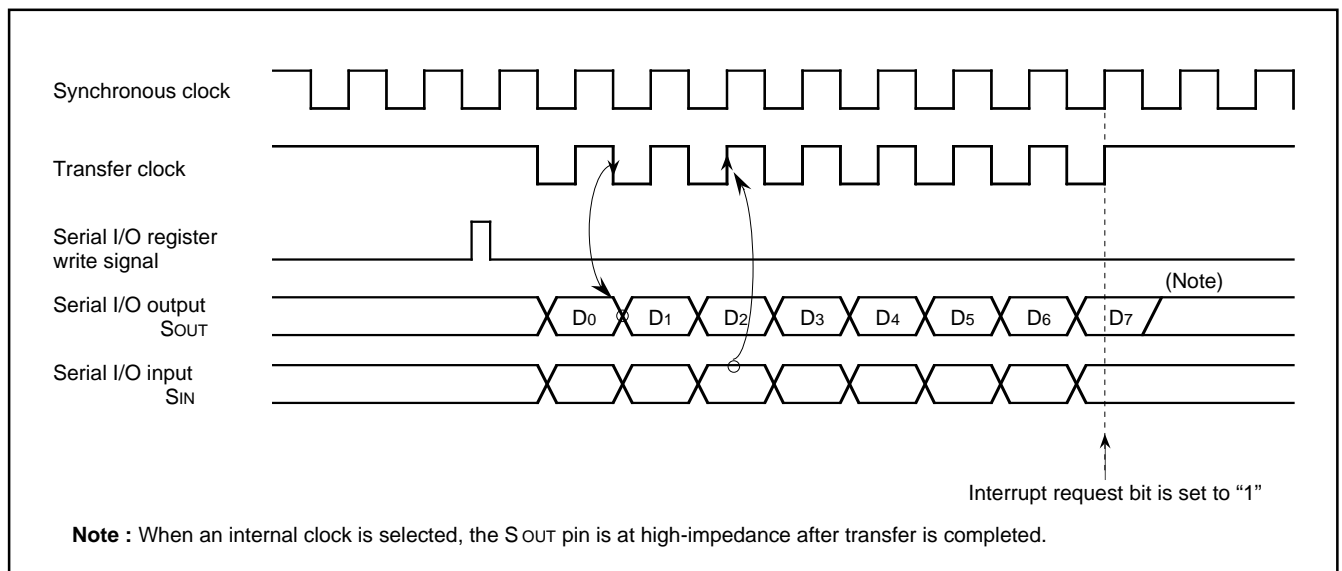 Synchronous clock
Transfer clock
Serial I/O register
write signal
(Note)
Serial I/O output
SOUT
D0 D1 D2 D3 D4 D5 D6 D7
Serial I/O input
SIN
Interrupt request bit is set to “1”
Note : When an internal clock is selected, the SOUT pin is at high-impedance after transfer is completed.